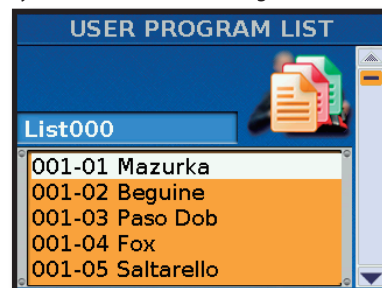 USER PROGRAM LIST
List000
001-01 Mazurka
001-02 Beguine
001-03 Paso Dob
001-04 Fox
001-05 Saltarello